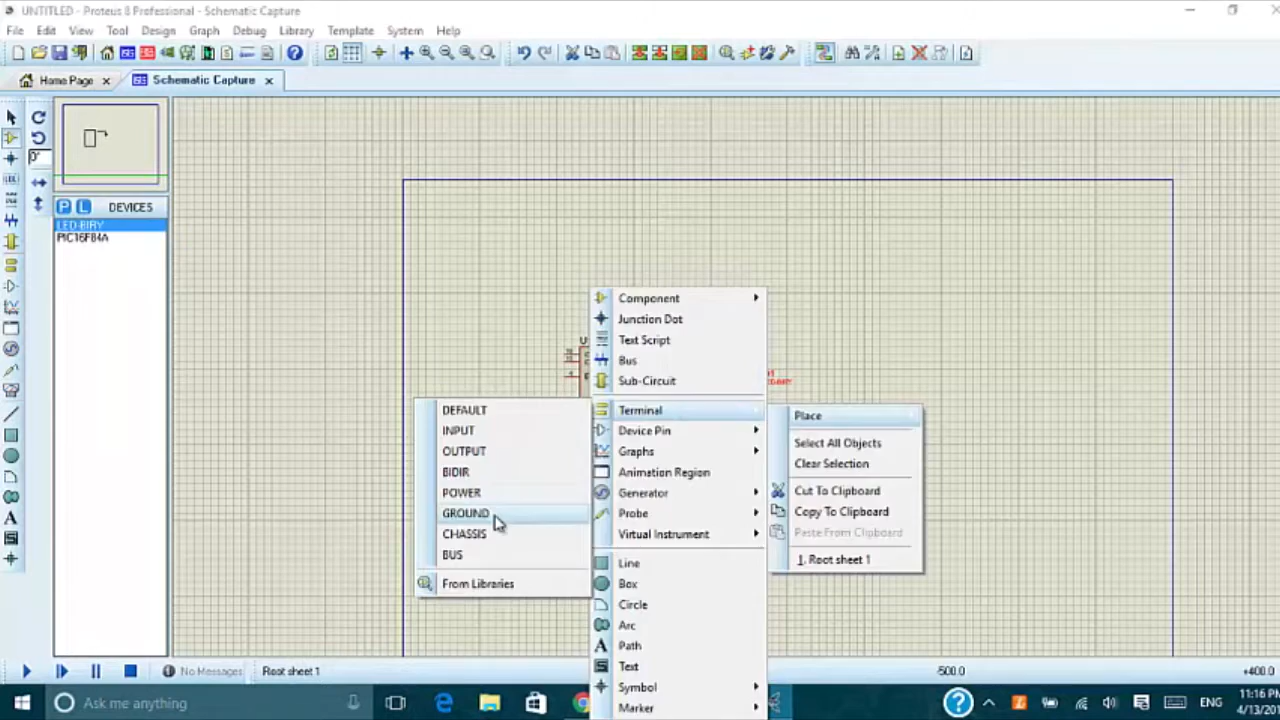 UNTITLED - Proteus 8 Professional - Schematic Capture
File Edit View Tool Design Graph Debug Library Template System Help
Home Page
Schematic Capture
P L DEVICES
LED-BIRY
PIC16F84A
Component
Junction Dot
Text Script
Bus
Sub-Circuit
Terminal
Device Pin
Graphs
Animation Region
Generator
Probe
Virtual Instrument
Line
Box
Circle
Arc
Path
Text
Symbol
Marker
DEFAULT
INPUT
OUTPUT
BIDIR
POWER
GROUND
CHASSIS
BUS
From Libraries
Place
Select All Objects
Clear Selection
Cut To Clipboard
Copy To Clipboard
Paste From Clipboard
1. Root sheet 1
No Messages
Root sheet 1
-500.0
+400.0
Ask me anything
ENG
11:16 PM